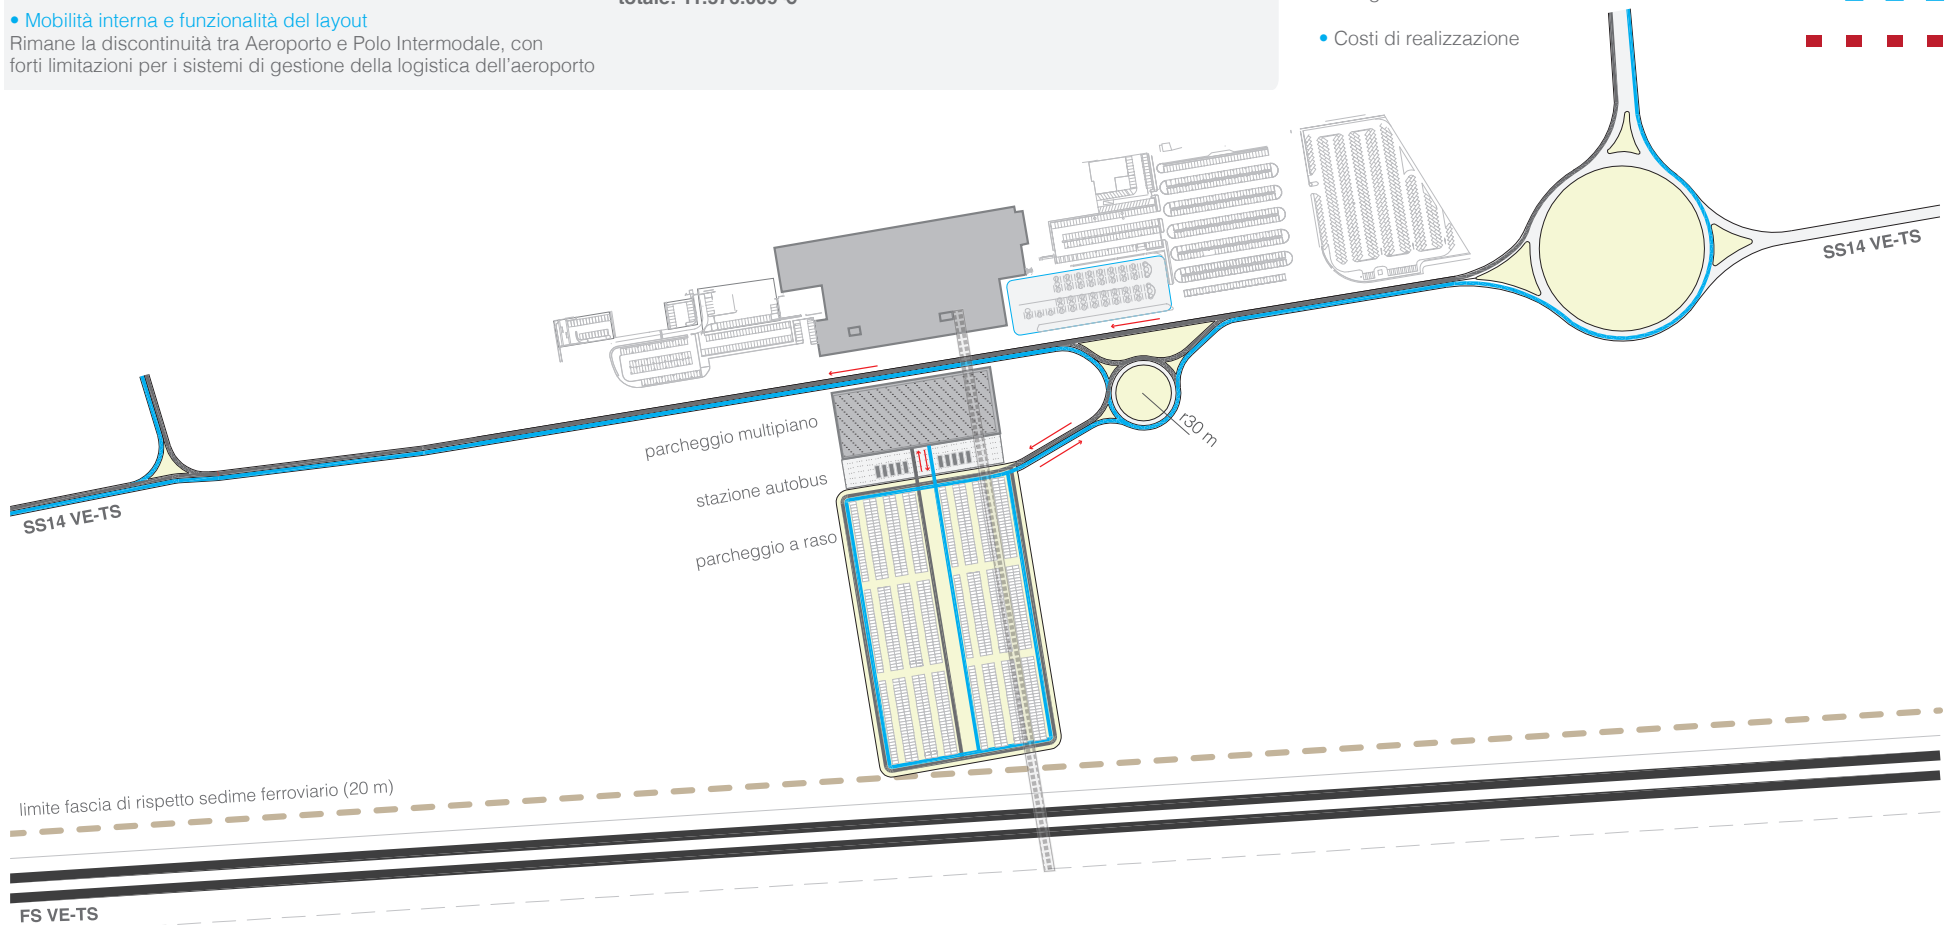 • Mobilità interna e funzionalità del layout
Rimane la discontinuità tra Aeroporto e Polo Intermodale, con
forti limitazioni per i sistemi di gestione della logistica dell'aeroporto
• Costi di realizzazione
SS14 VE-TS
r30 m
parcheggio multipiano
stazione autobus
SS14 VE-TS
parcheggio a raso
limite fascia di rispetto sedime ferroviario (20 m)
FS VE-TS